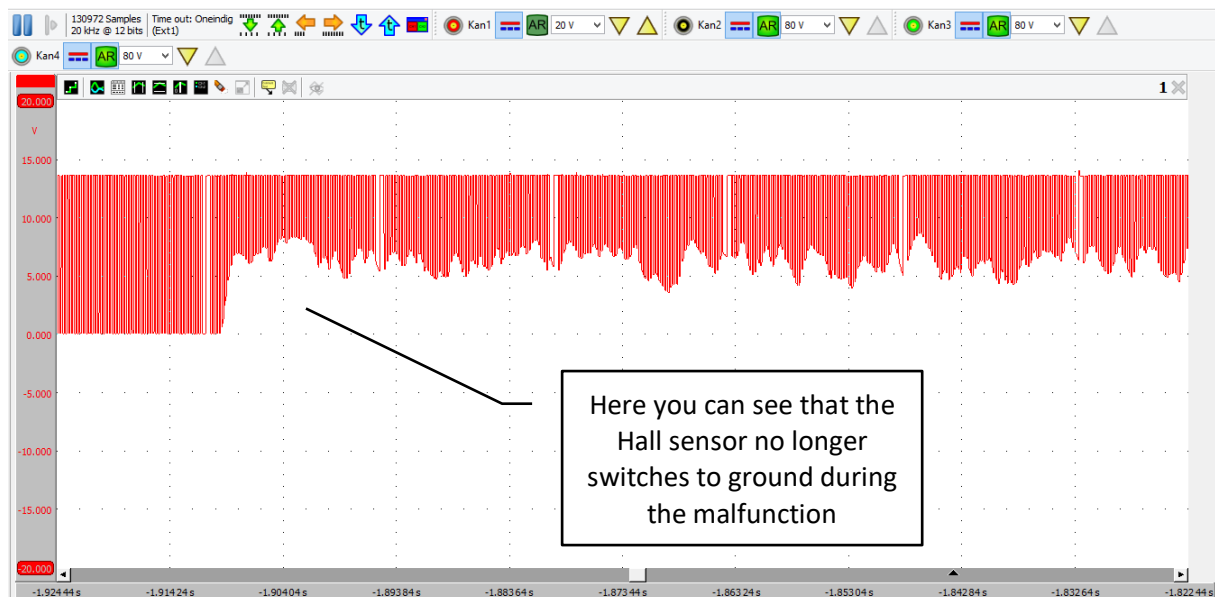 130972 Samples Time out: Oneindig
20 kHz @ 12 bits (Ext1)
Kan1 AR 20 V
Kan2 AR 80 V
Kan3 AR 80 V
Kan4 AR 80 V
1
20.000
V
15.000
10.000
5.000
0.000
-5.000
-10.000
-15.000
-20.000
Here you can see that the
Hall sensor no longer
switches to ground during
the malfunction
-1.92444 s -1.91424 s -1.90404 s -1.89384 s -1.88364 s -1.87344 s -1.86324 s -1.85304 s -1.84284 s -1.83264 s -1.82244 s